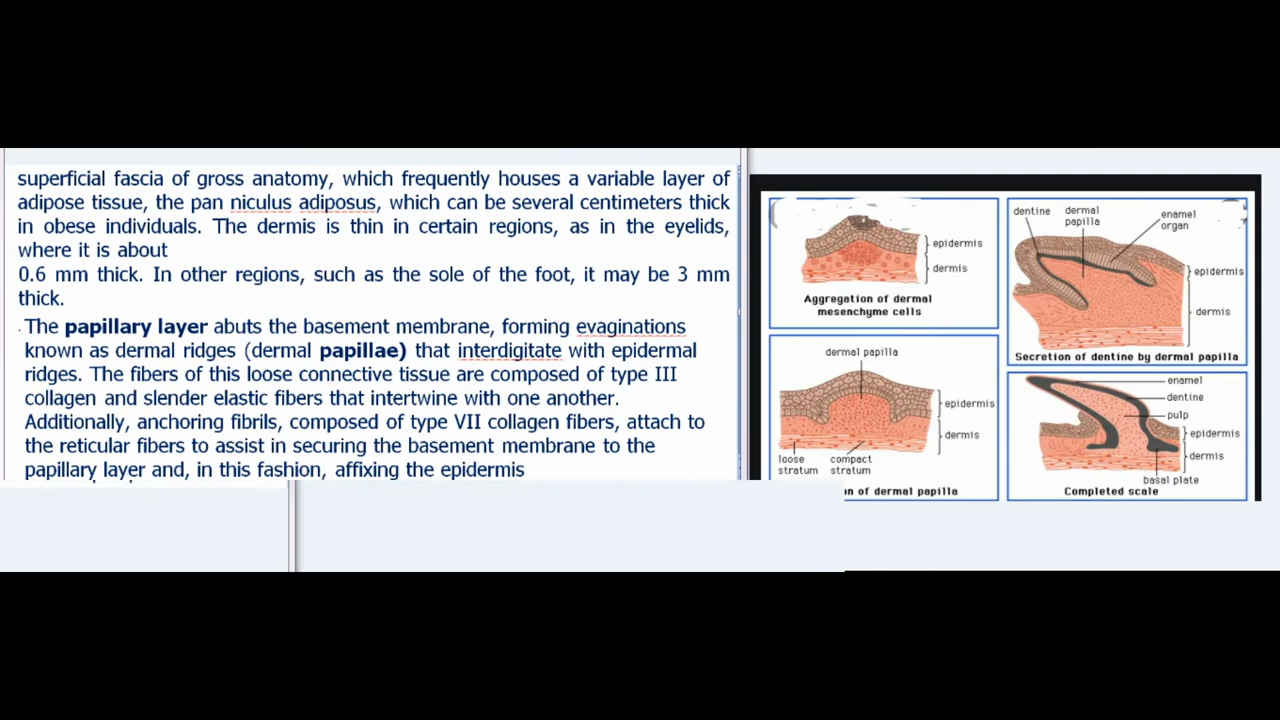 superficial fascia of gross anatomy, which frequently houses a variable layer of
adipose tissue, the pan niculus adiposus, which can be several centimeters thick
in obese individuals. The dermis is thin in certain regions, as in the eyelids,
where it is about
0.6 mm thick. In other regions, such as the sole of the foot, it may be 3 mm
thick.
The papillary layer abuts the basement membrane, forming evaginations
known as dermal ridges (dermal papillae) that interdigitate with epidermal
ridges. The fibers of this loose connective tissue are composed of type III
collagen and slender elastic fibers that intertwine with one another.
Additionally, anchoring fibrils, composed of type VII collagen fibers, attach to
the reticular fibers to assist in securing the basement membrane to the
papillary layer and, in this fashion, affixing the epidermis
epidermis
dermis
Aggregation of dermal
mesenchyme cells
dentine
dermal
papilla
enamel
organ
epidermis
dermis
Secretion of dentine by dermal papilla
dermal papilla
epidermis
dermis
loose
stratum
compact
stratum
on of dermal papilla
enamel
dentine
pulp
epidermis
dermis
basal plate
Completed scale